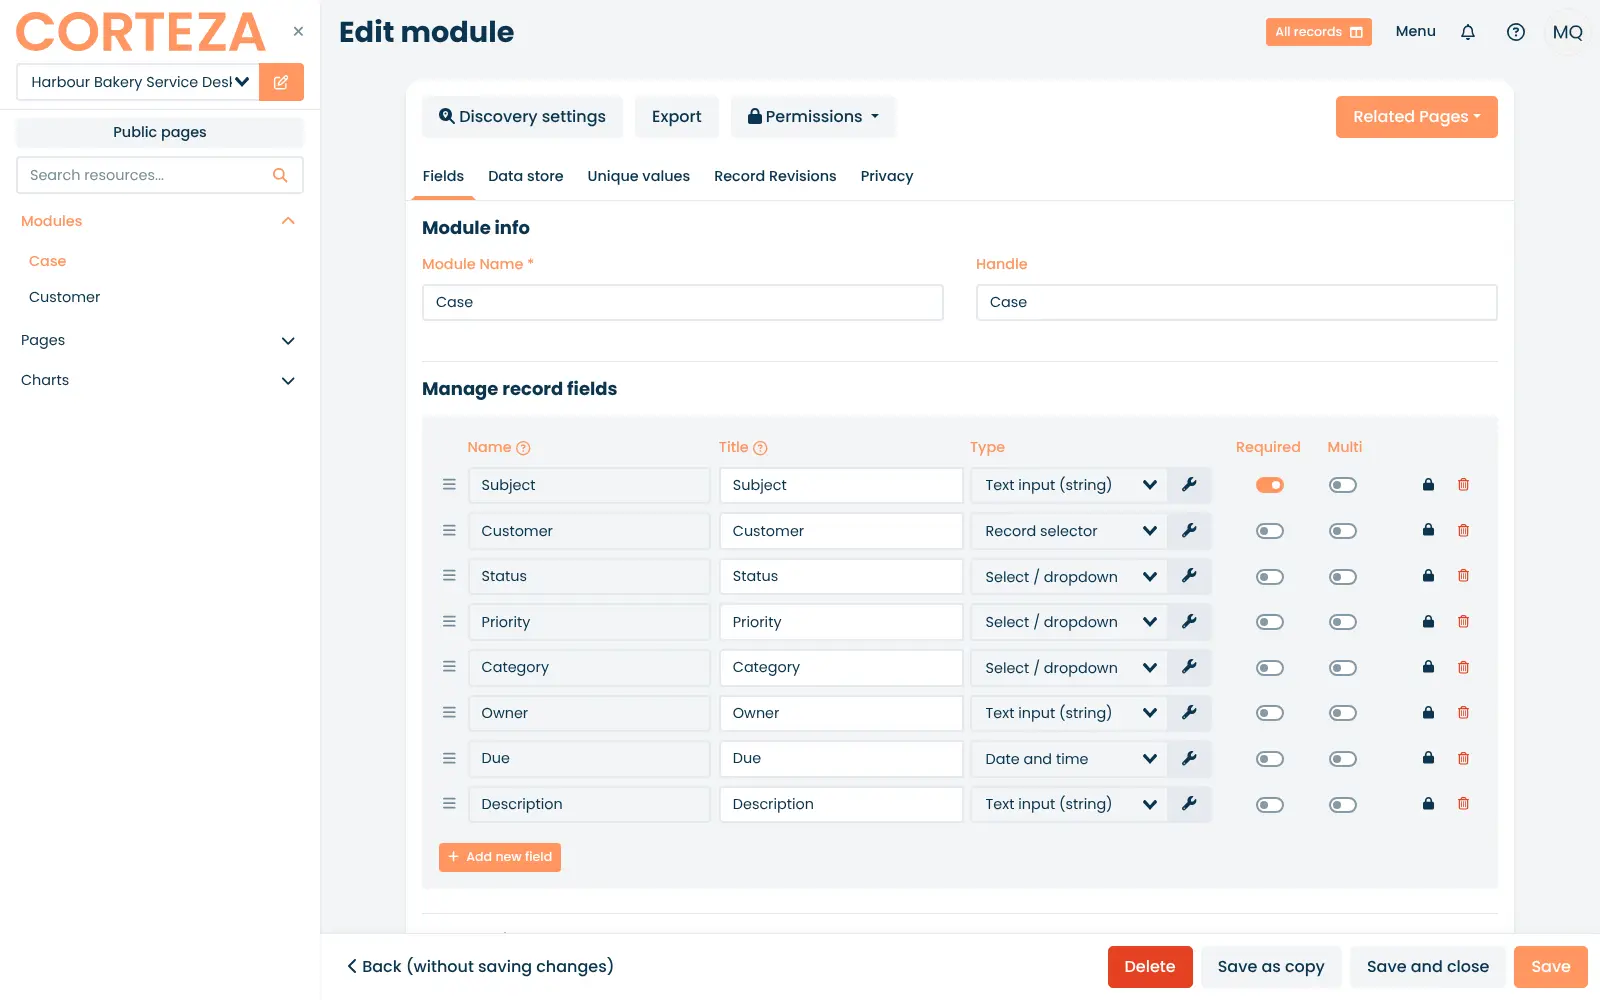 CORTEZA
×
Harbour Bakery Service Des
Public pages
Search resources...
Modules
Case
Customer
Pages
Charts
Edit module
All records
Menu
MQ
Discovery settings
Export
Permissions
Related Pages
Fields
Data store
Unique values
Record Revisions
Privacy
Module info
Module Name *
Handle
Case
Case
Manage record fields
Name
Title
Type
Required
Multi
Subject
Subject
Text input (string)
Customer
Customer
Record selector
Status
Status
Select / dropdown
Priority
Priority
Select / dropdown
Category
Category
Select / dropdown
Owner
Owner
Text input (string)
Due
Due
Date and time
Description
Description
Text input (string)
+ Add new field
Back (without saving changes)
Delete
Save as copy
Save and close
Save